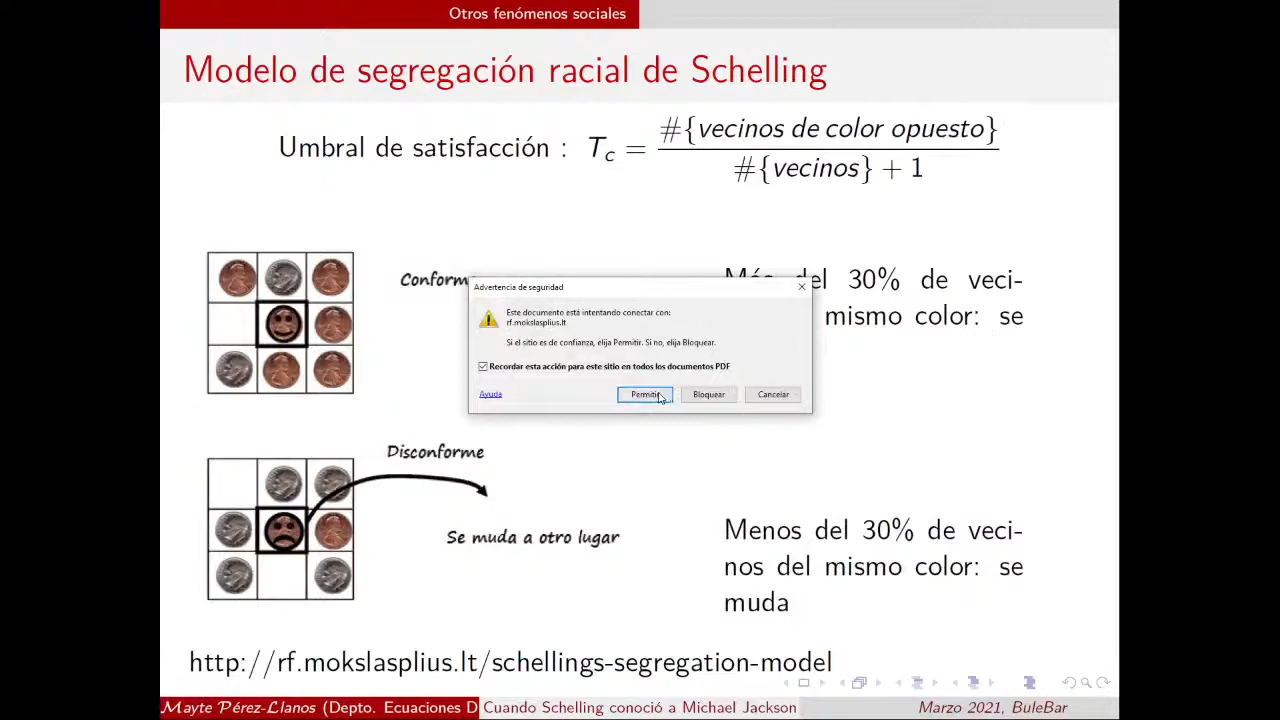 Otros fenómenos sociales
Modelo de segregación racial de Schelling
Umbral de satisfacción : Tc = #{vecinos de color opuesto}
#{vecinos} + 1
Conforme
del 30% de veci-
mismo color: se
Advertencia de seguridad
Este documento está intentando conectar con:
rf.mokslasplius.lt
Si el sitio es de confianza, elija Permitir. Si no, elija Bloquear.
Recordar esta acción para este sitio en todos los documentos PDF
Ayuda
Permitir
Bloquear
Cancelar
Disconforme
Se muda a otro lugar
Menos del 30% de veci-
nos del mismo color: se
muda
http://rf.mokslasplius.lt/schellings-segregation-model
Mayte Pérez-Llanos (Depto. Ecuaciones D
Cuando Schelling conoció a Michael Jackson
Marzo 2021, BuleBar